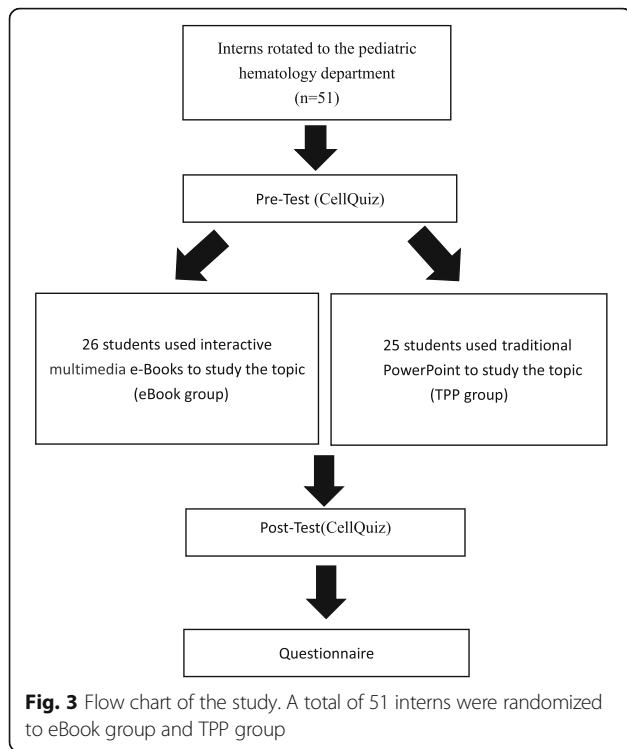 Interns rotated to the pediatric
hematology department
(n=51)
Pre-Test (CellQuiz)
26 students used interactive
multimedia e-Books to study the topic
(eBook group)
25 students used traditional
PowerPoint to study the topic
(TPP group)
Post-Test(CellQuiz)
Questionnaire
Fig. 3 Flow chart of the study. A total of 51 interns were randomized
to eBook group and TPP group